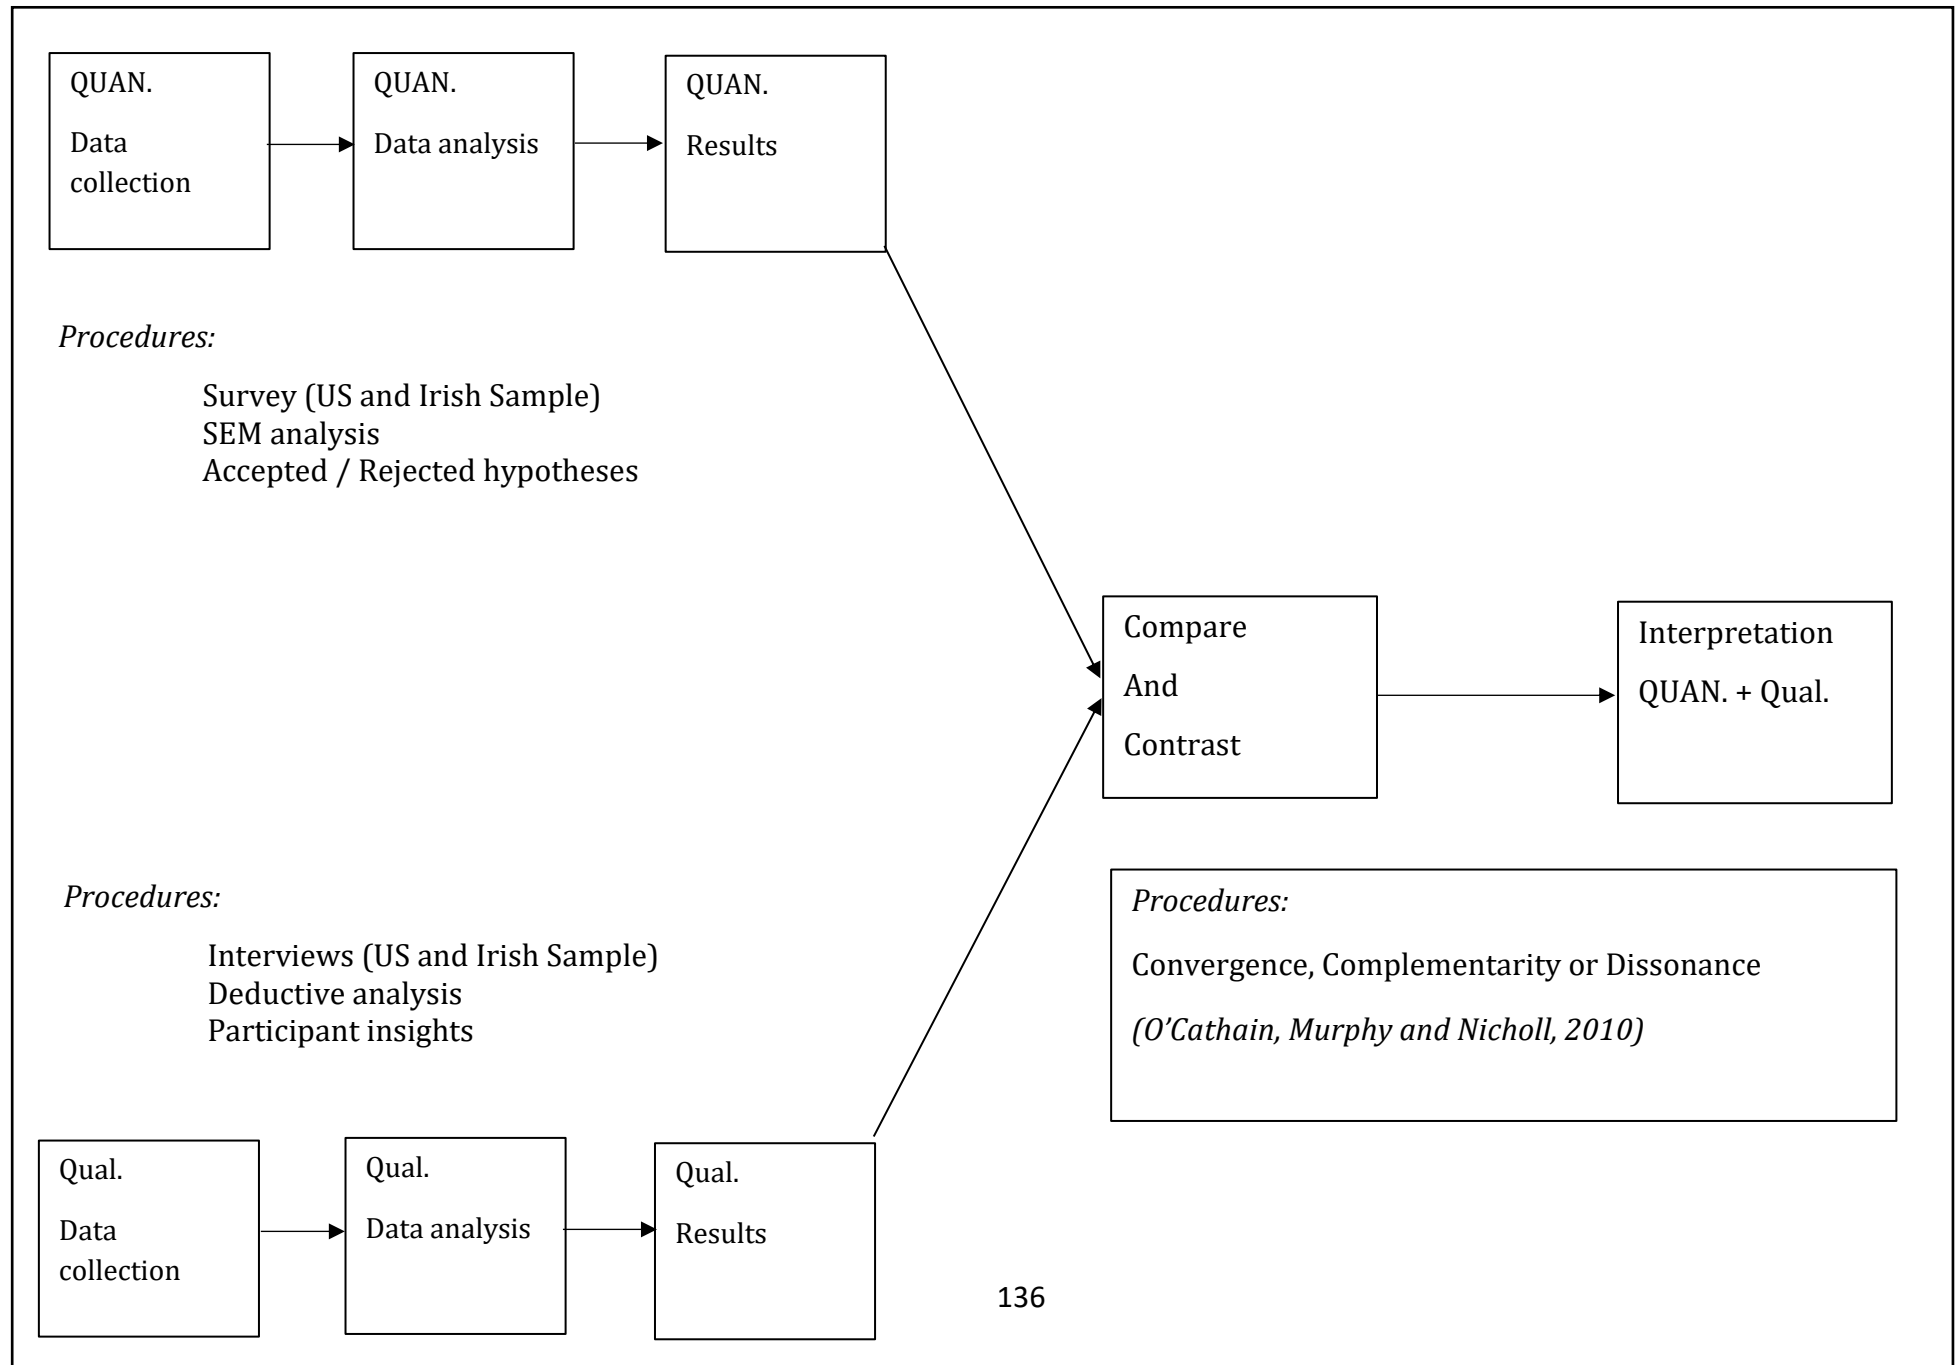 QUAN.
Data
collection
QUAN.
Data analysis
QUAN.
Results
Procedures:
Survey (US and Irish Sample)
SEM analysis
Accepted / Rejected hypotheses
Compare
And
Contrast
Interpretation
QUAN. + Qual.
Procedures:
Interviews (US and Irish Sample)
Deductive analysis
Participant insights
Procedures:
Convergence, Complementarity or Dissonance
(O’Cathain, Murphy and Nicholl, 2010)
Qual.
Data
collection
Qual.
Data analysis
Qual.
Results
136